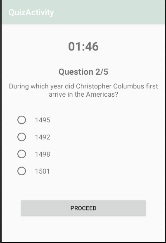 QuizActivity
01:46
Question 2/5
During which year did Christopher Columbus first
arrive in the Americas?
1495
1492
1498
1501
PROCEED